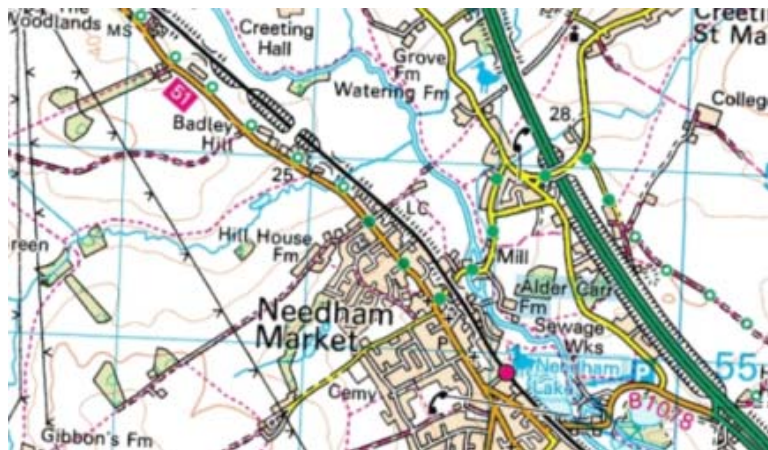 The
Woodlands
MS
Creeting
Hall
Grove
Fm
Watering Fm
St Ma
College
51
28
Badley
Hill
25
LC
Hill House
Fm
reen
Mill
Alder Carr
Fm
Needham
Market
Sewage
Wks
P
Needham
Lake
P
55
Cemy
B1078
Gibbon's Fm